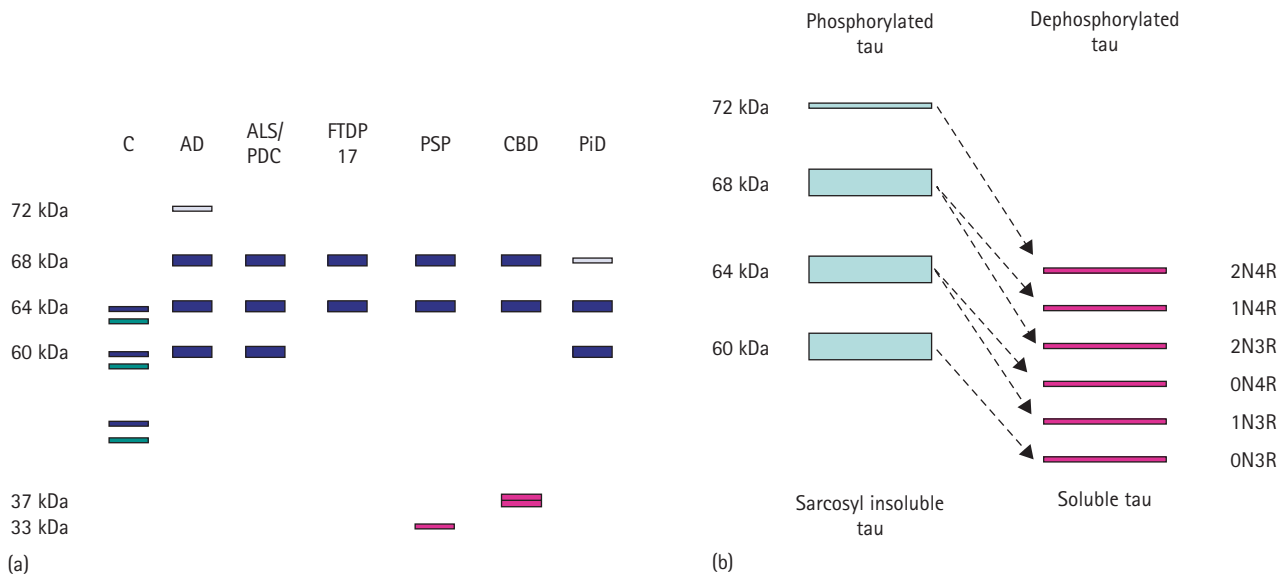 C
AD
ALS/
PDC
FTDP
17
PSP
CBD
PiD
72 kDa
68 kDa
64 kDa
60 kDa
37 kDa
33 kDa
(a)
Phosphorylated
tau
Dephosphorylated
tau
72 kDa
68 kDa
64 kDa
60 kDa
2N4R
1N4R
2N3R
0N4R
1N3R
0N3R
Sarcosyl insoluble
tau
Soluble tau
(b)